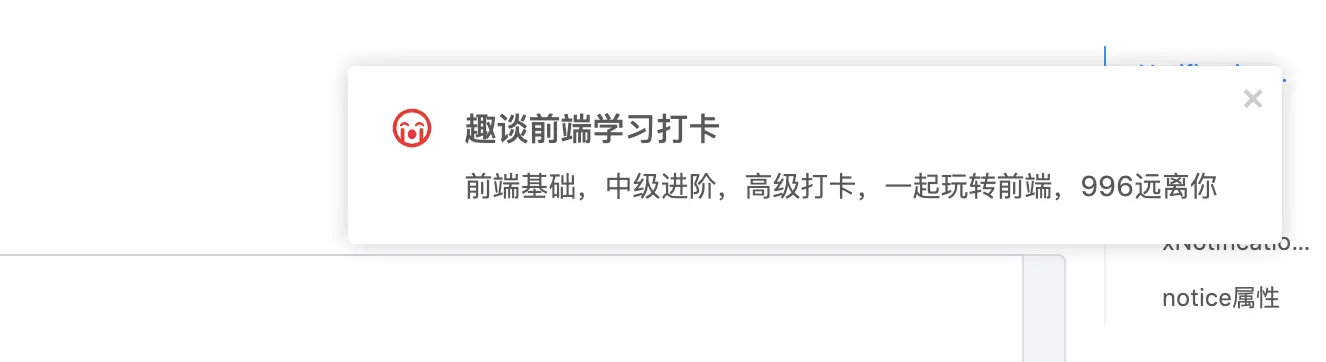 趣谈前端学习打卡
前端基础，中级进阶，高级打卡，一起玩转前端，996远离你
xNotificatio...
notice属性